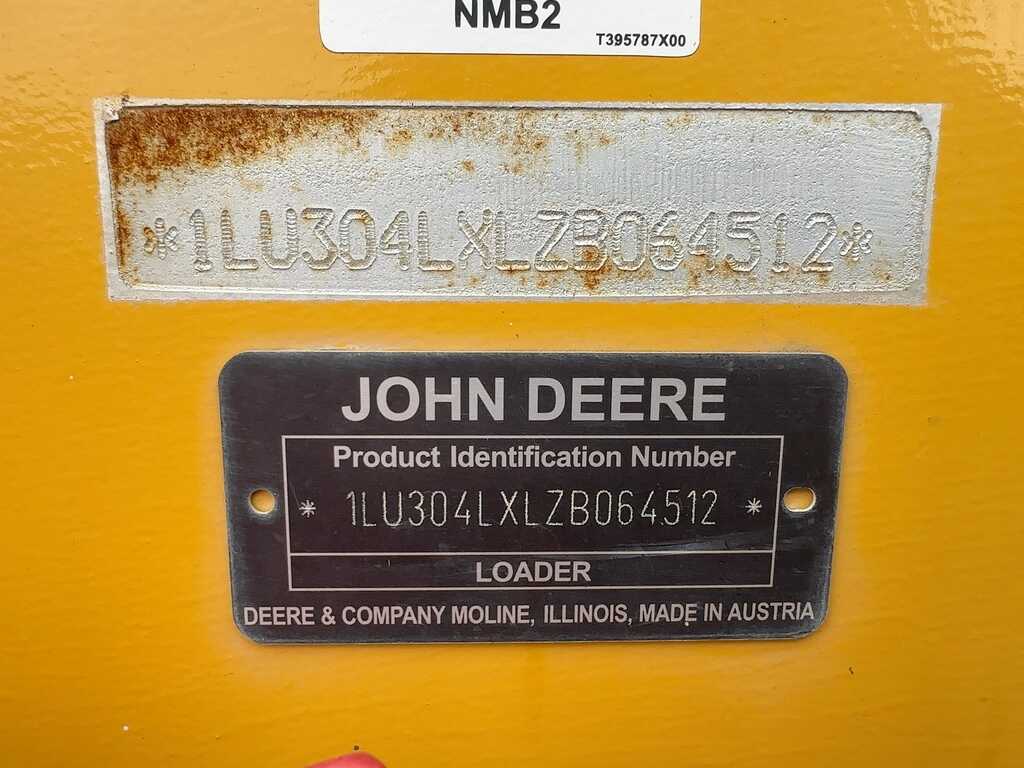 NMB2
T395787X00
*1LU304LXLZB064512*
JOHN DEERE
Product Identification Number
* 1LU304LXLZB064512 *
LOADER
DEERE & COMPANY MOLINE, ILLINOIS, MADE IN AUSTRIA